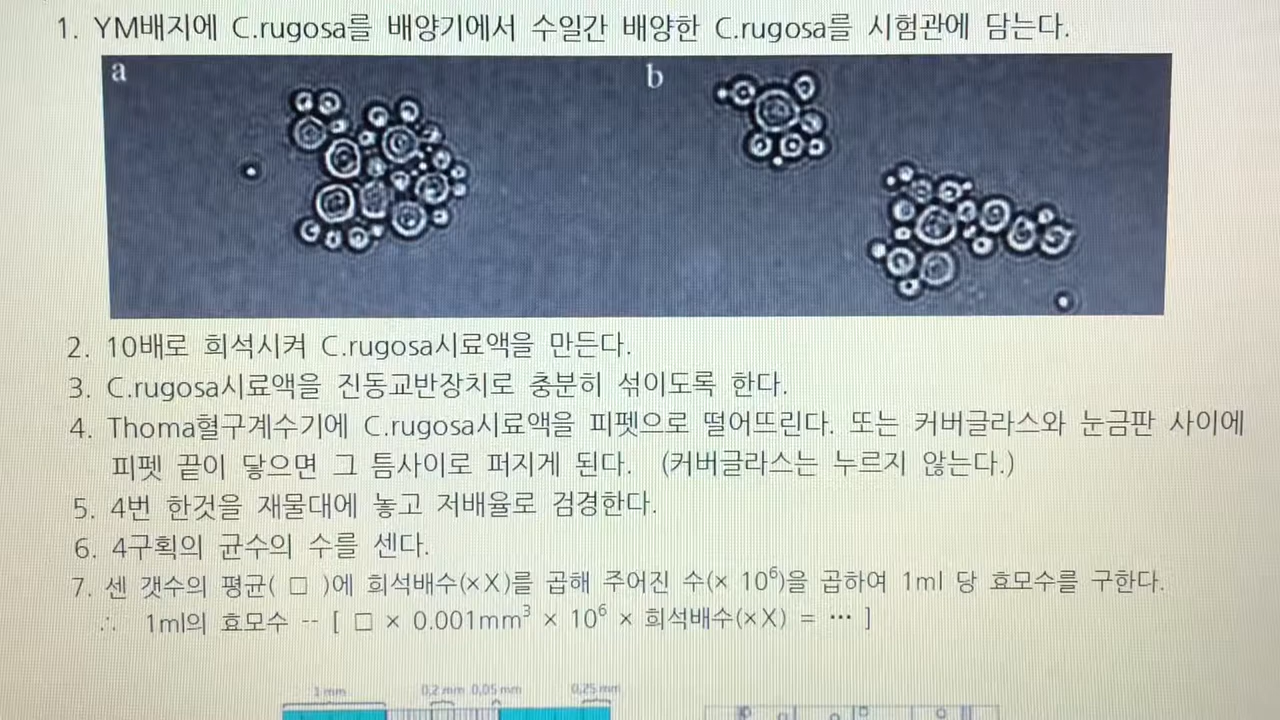 1. YM배지에 C.rugosa를 배양기에서 수일간 배양한 C.rugosa를 시험관에 담는다.
a
b
2. 10배로 희석시켜 C.rugosa시료액을 만든다.
3. C.rugosa시료액을 진동교반장치로 충분히 섞이도록 한다.
4. Thoma혈구계수기에 C.rugosa시료액을 피펫으로 떨어뜨린다. 또는 커버글라스와 눈금판 사이에
피펫 끝이 닿으면 그 틈사이로 퍼지게 된다. (커버글라스는 누르지 않는다.)
5. 4번 한것을 재물대에 놓고 저배율로 검경한다.
6. 4구획의 균수의 수를 센다.
7. 센 갯수의 평균( □ )에 희석배수(×X)를 곱해 주어진 수(× 10⁶)을 곱하여 1ml 당 효모수를 구한다.
∴ 1ml의 효모수 -- [ □ × 0.001mm³ × 10⁶ × 희석배수(×X) = ··· ]
1 mm 0,2 mm 0,05 mm 0,25 mm